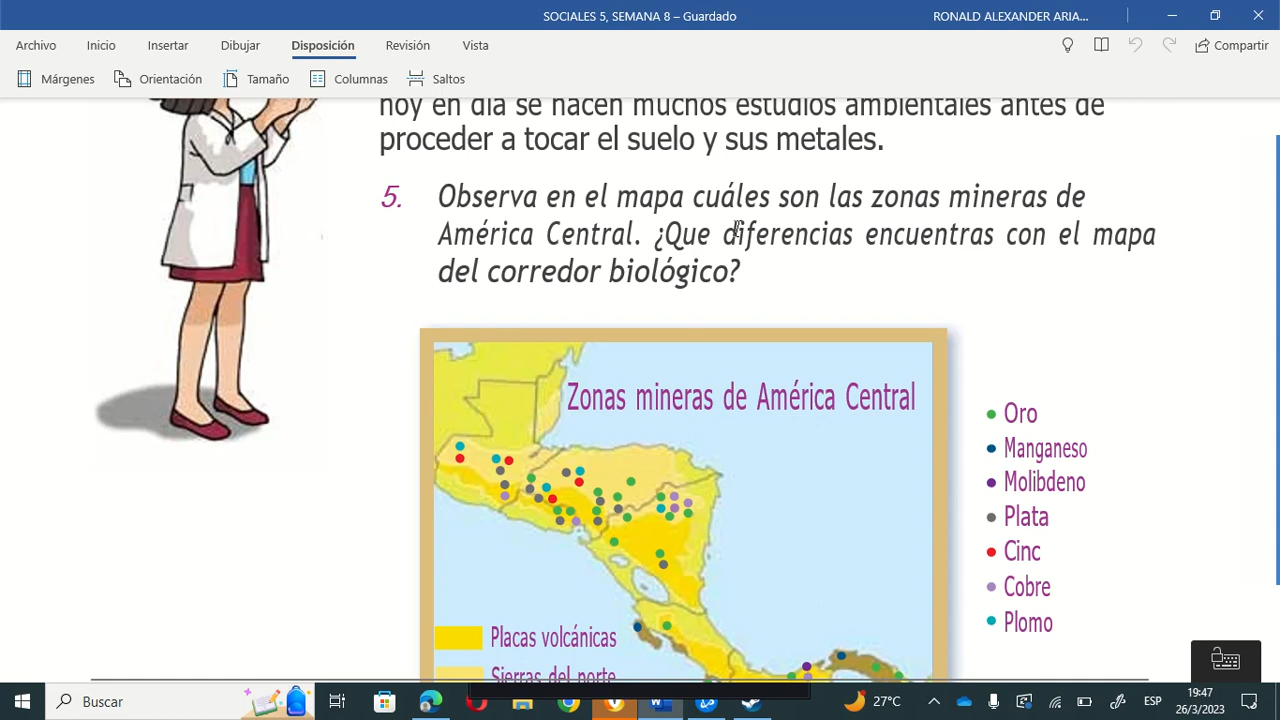 SOCIALES 5, SEMANA 8 – Guardado
RONALD ALEXANDER ARIA...
Archivo Inicio Insertar Dibujar Disposición Revisión Vista
Compartir
Márgenes Orientación Tamaño Columnas Saltos
hoy en día se hacen muchos estudios ambientales antes de
proceder a tocar el suelo y sus metales.
5. Observa en el mapa cuáles son las zonas mineras de
América Central. ¿Que diferencias encuentras con el mapa
del corredor biológico?
Zonas mineras de América Central
Oro
Manganeso
Molibdeno
Plata
Cinc
Cobre
Plomo
Placas volcánicas
Sierras del norte
Buscar
27°C
ESP
19:47
26/3/2023